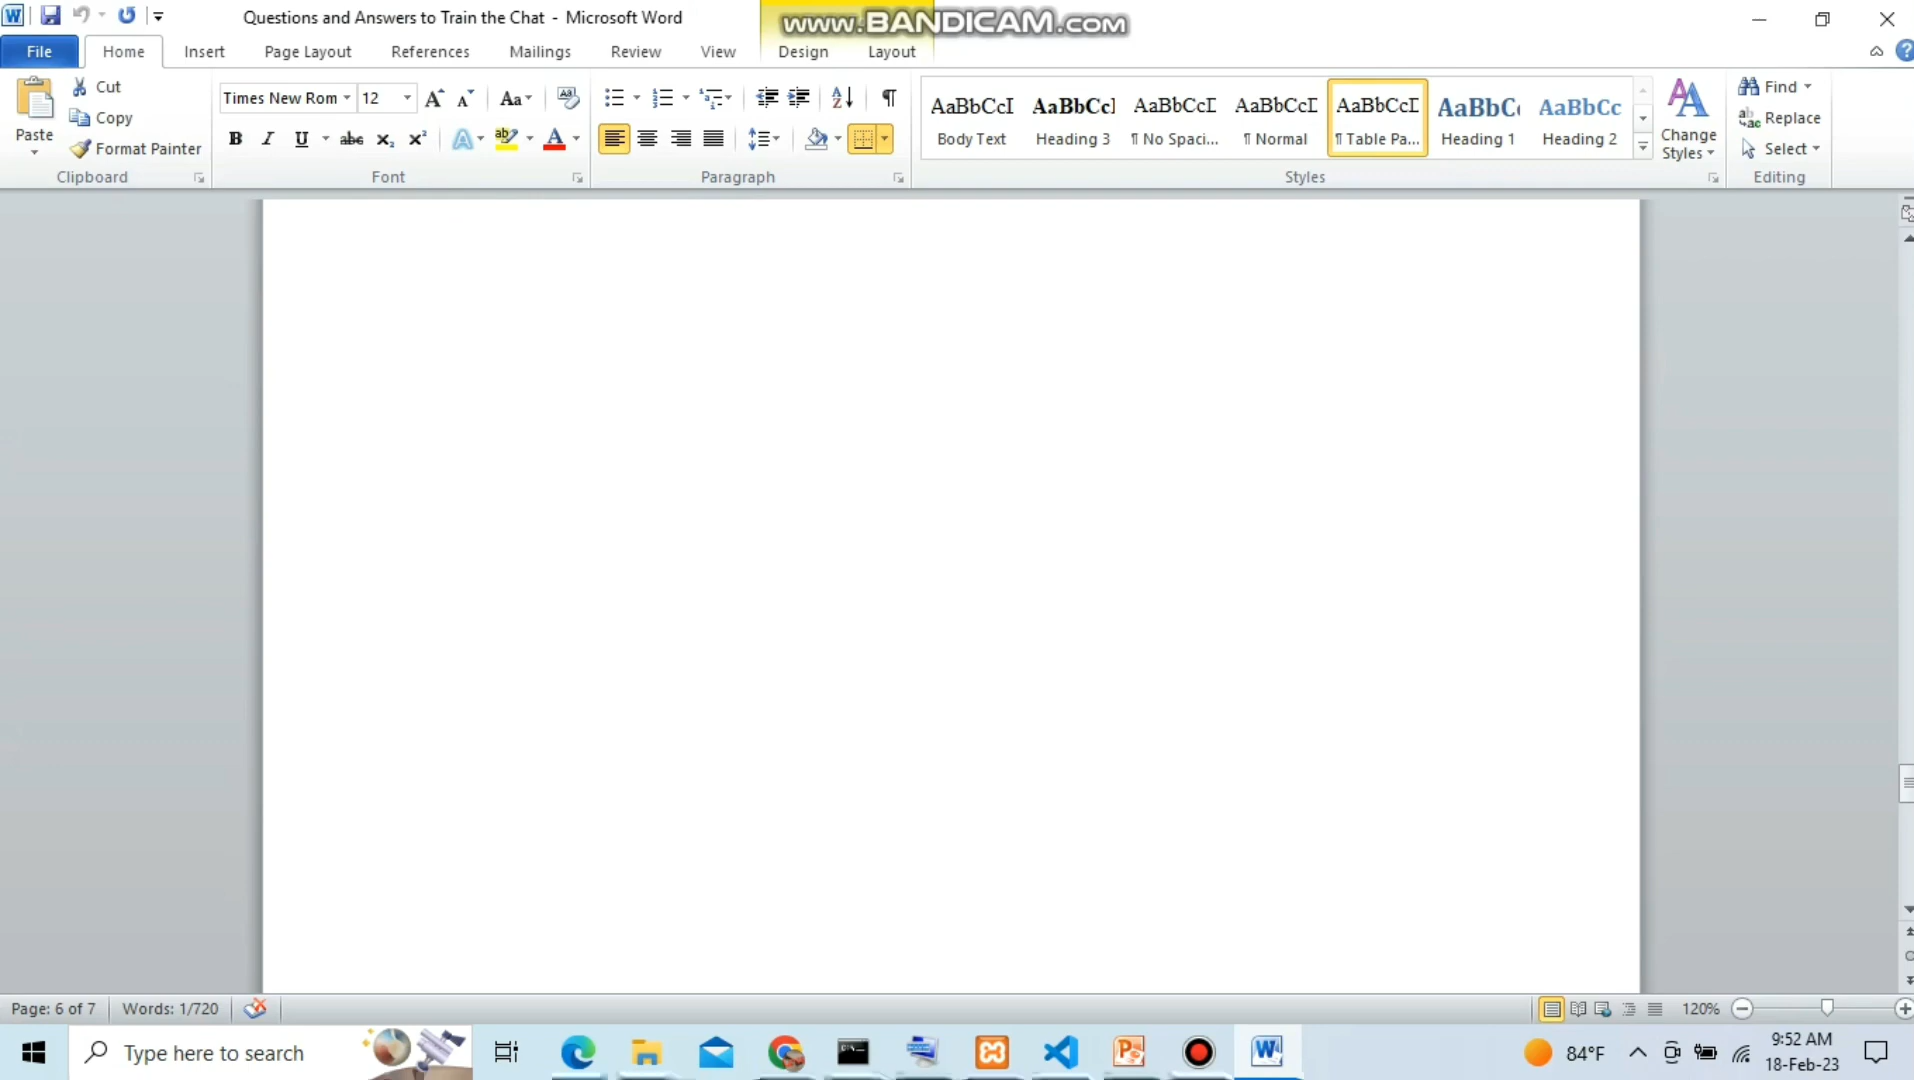 Questions and Answers to Train the Chat - Microsoft Word
www.BANDICAM.com
File Home Insert Page Layout References Mailings Review View Design Layout
Paste
Cut
Copy
Format Painter
Clipboard
Times New Rom 12
Font
Paragraph
AaBbCcI AaBbCcI AaBbCcI AaBbCcI AaBbCcI AaBbC AaBbCc
Body Text Heading 3 ¶ No Spaci... ¶ Normal ¶ Table Pa... Heading 1 Heading 2
Styles
Change
Styles
Find
Replace
Select
Editing
Page: 6 of 7 Words: 1/720 120%
Type here to search
84°F
9:52 AM
18-Feb-23